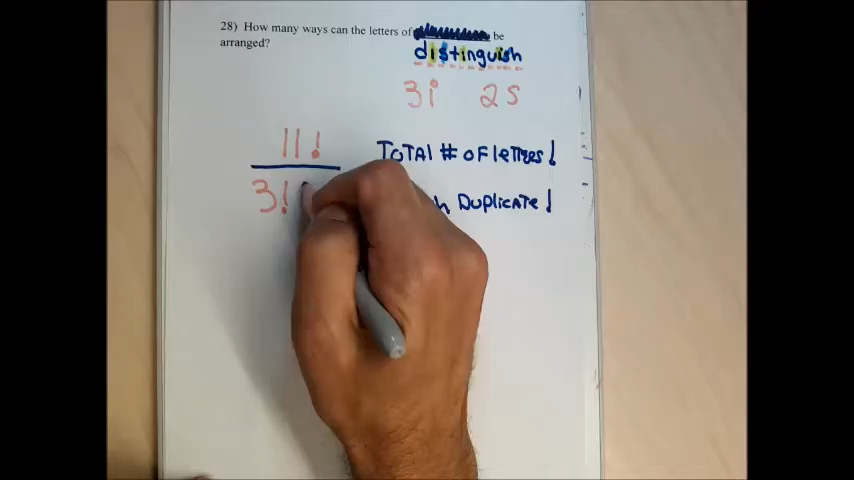 28) How many ways can the letters of be
arranged?
distinguish
3i 2s
11! TOTAL # OF leTTeRs!
3! DuplicATe!